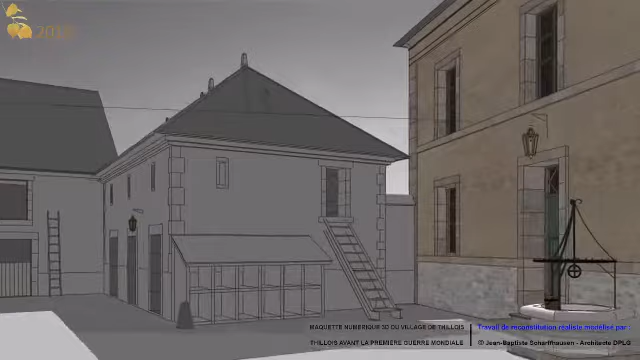 MAQUETTE NUMERIQUE 3D DU VILLAGE DE THILLOIS
THILLOIS AVANT LA PREMIERE GUERRE MONDIALE
Travail de reconstitution réaliste modélisé par :
© Jean-Baptiste Scharffhausen - Architecte DPLG